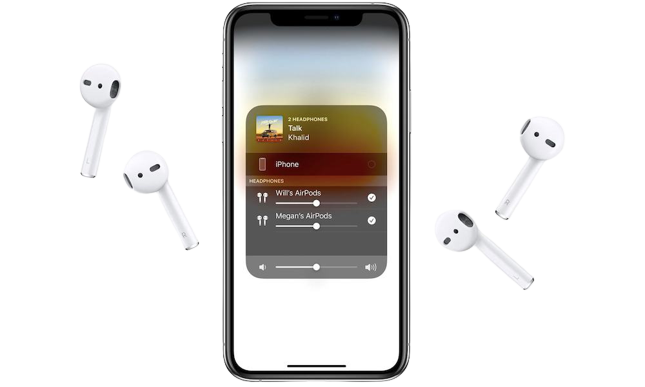 2 HEADPHONES
Talk
Khalid
iPhone
HEADPHONES
Will's AirPods
Megan's AirPods